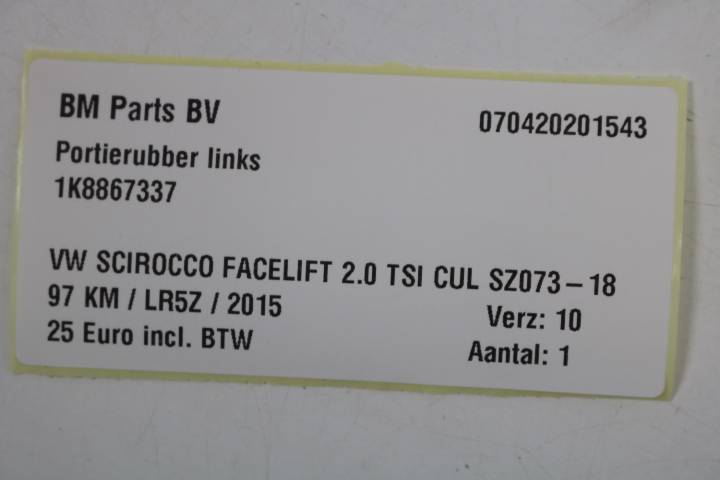 BM Parts BV 070420201543
Portierubber links
1K8867337
VW SCIROCCO FACELIFT 2.0 TSI CUL SZ073-18
97 KM / LR5Z / 2015 Verz: 10
25 Euro incl. BTW Aantal: 1